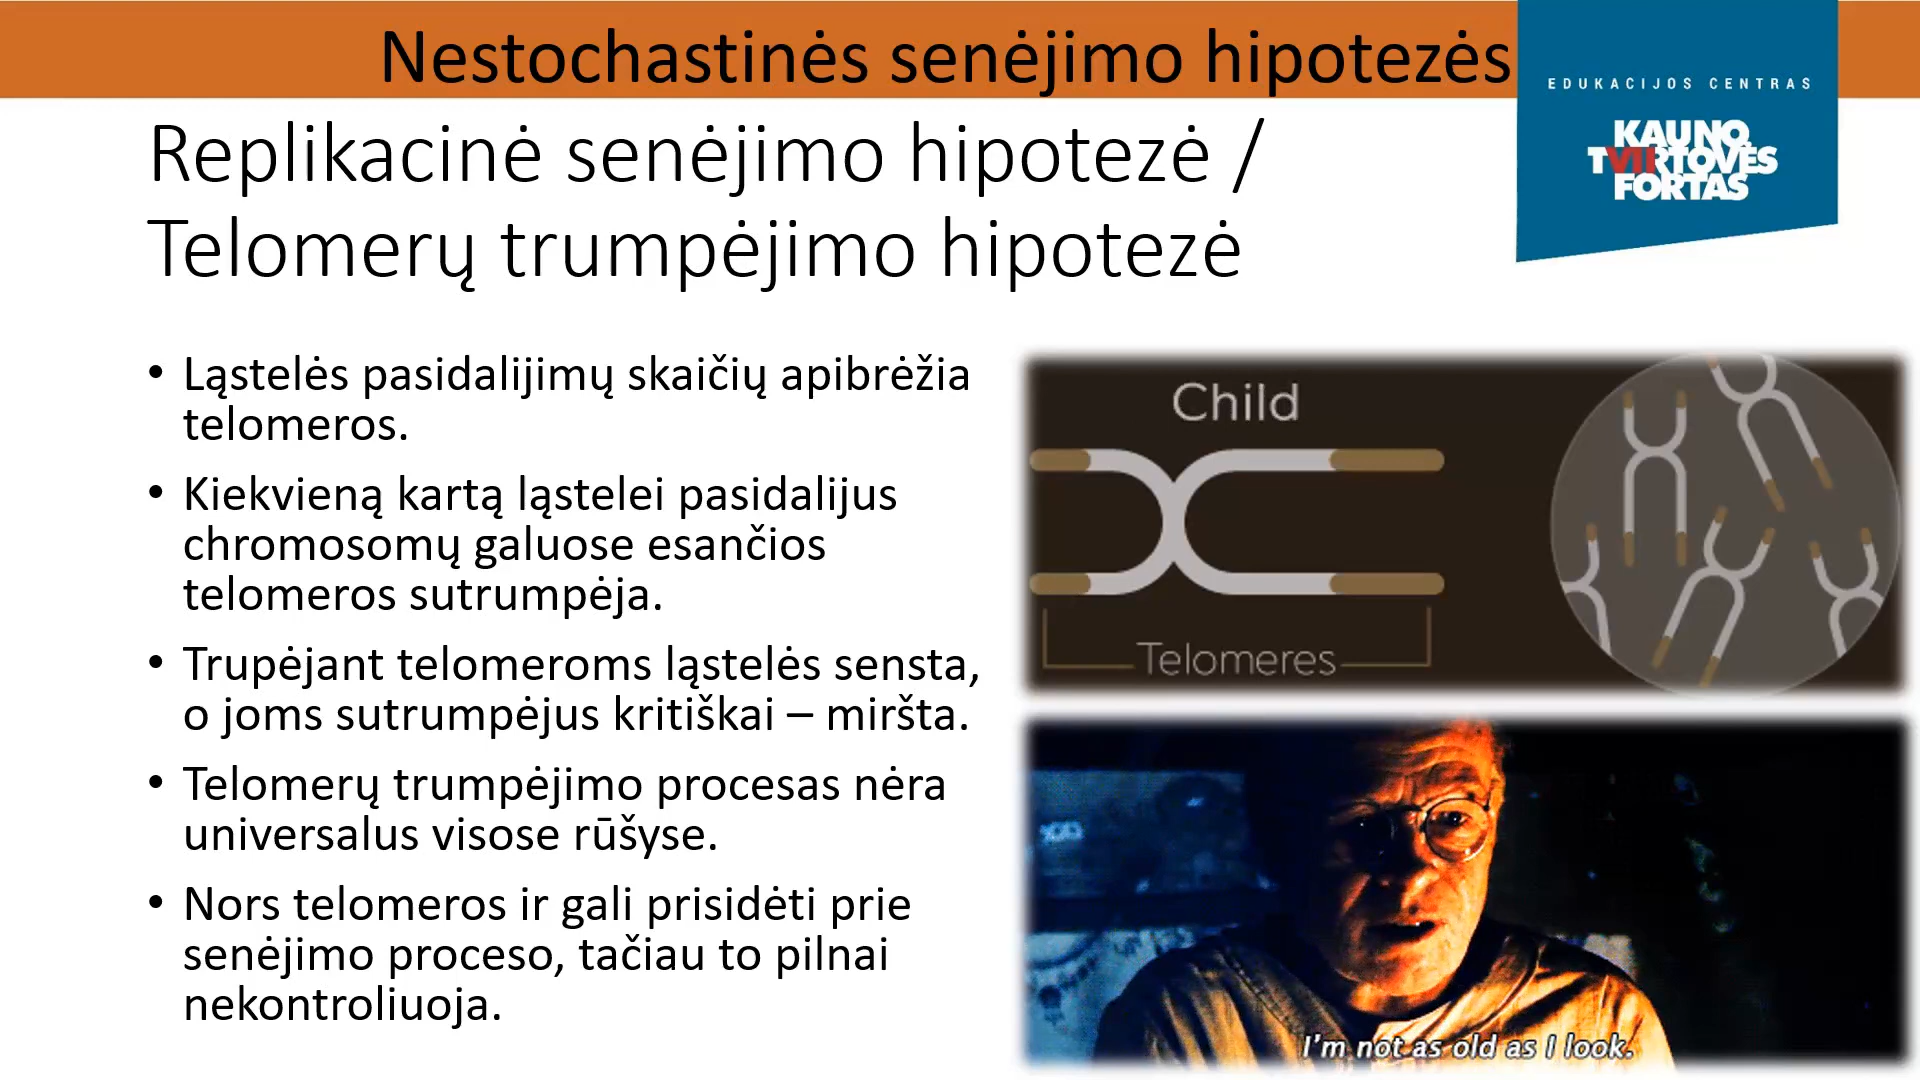 Nestochastinės senėjimo hipotezės
EDUKACIJOS CENTRAS
KAUNO
TVIRTOVĖS
FORTAS
Replikacinė senėjimo hipotezė /
Telomerų trumpėjimo hipotezė
• Ląstelės pasidalijimų skaičių apibrėžia
telomeros.
• Kiekvieną kartą ląstelei pasidalijus
chromosomų galuose esančios
telomeros sutrumpėja.
• Trupėjant telomeroms ląstelės sensta,
o joms sutrumpėjus kritiškai – miršta.
• Telomerų trumpėjimo procesas nėra
universalus visose rūšyse.
• Nors telomeros ir gali prisidėti prie
senėjimo proceso, tačiau to pilnai
nekontroliuoja.
Child
Telomeres
I'm not as old as I look.